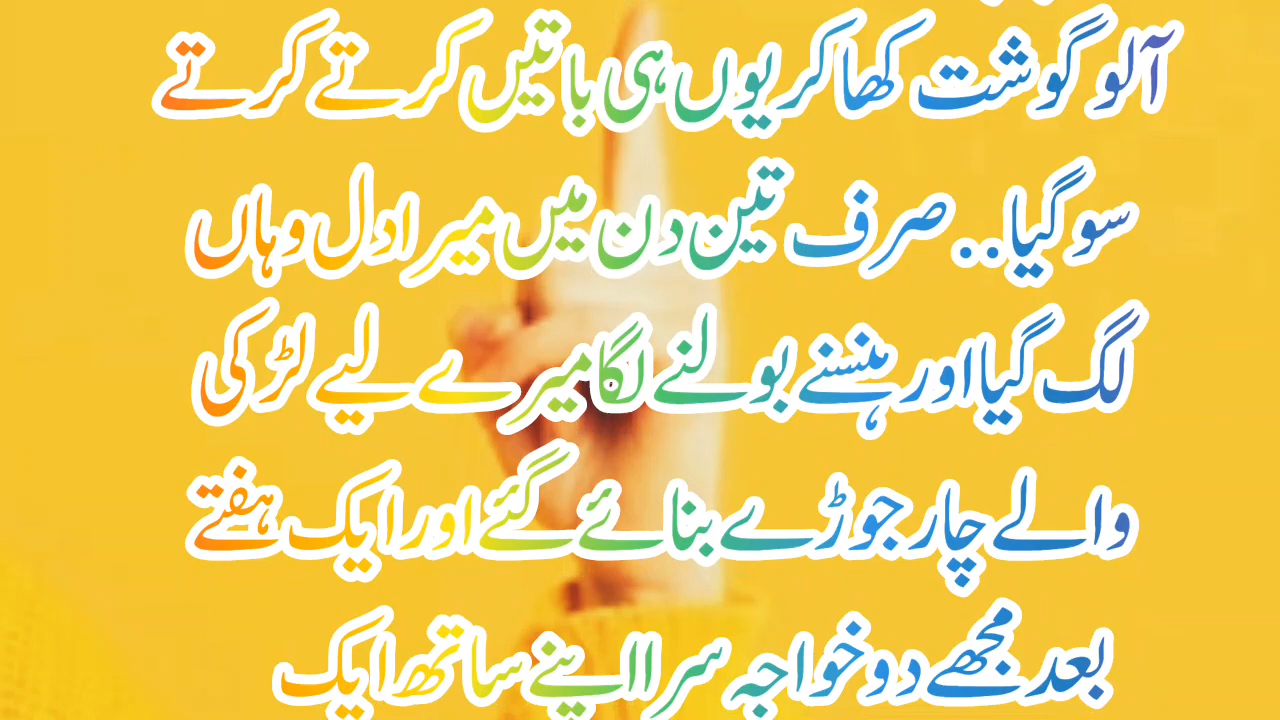 آلو گوشت کھا کر یوں ہی باتیں کرتے کرتے
سو گیا.. صرف تین دن میں میرا دل وہاں
لگ گیا اور ہنسنے بولنے لگا میرے لیے لڑکی
والے چار جوڑے بنائے گئے اور ایک ہفتے
بعد مجھے دو خواجہ سرا اپنے ساتھ ایک